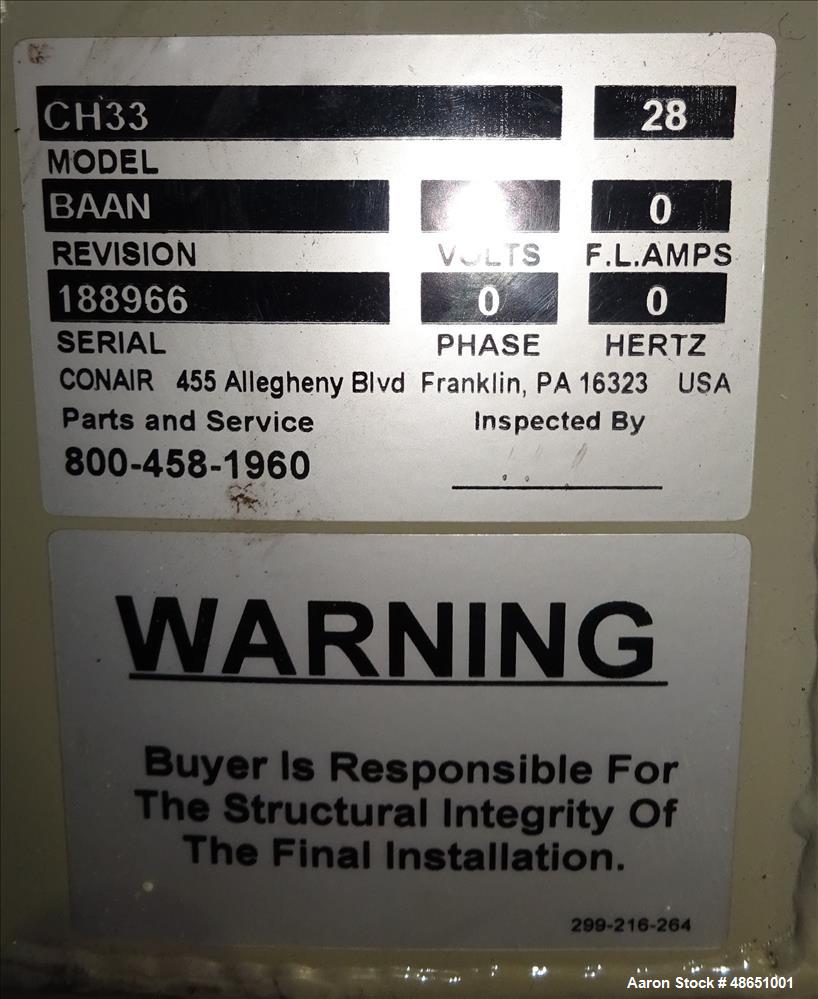 CH33 28
MODEL
BAAN 0
REVISION VOLTS F.L.AMPS
188966 0 0
SERIAL PHASE HERTZ
CONAIR 455 Allegheny Blvd Franklin, PA 16323 USA
Parts and Service Inspected By
800-458-1960
WARNING
Buyer Is Responsible For
The Structural Integrity Of
The Final Installation.
299-216-264
Aaron Stock # 48651001